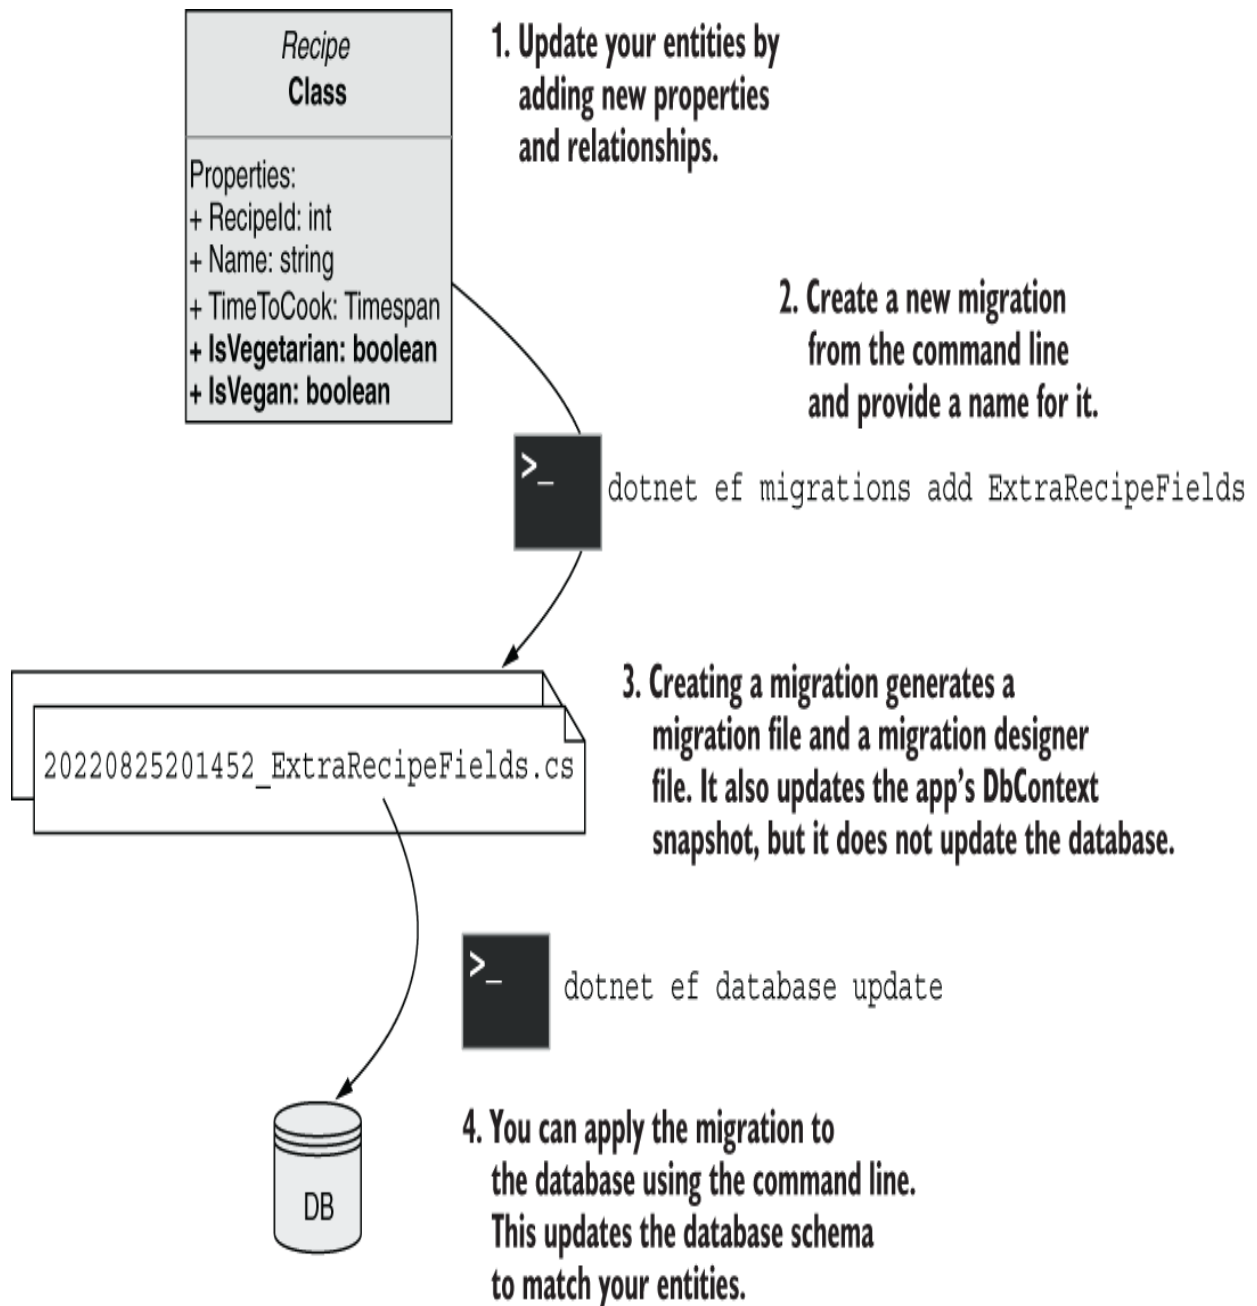 Recipe
Class
Properties:
+ RecipeId: int
+ Name: string
+ TimeToCook: Timespan
+ IsVegetarian: boolean
+ IsVegan: boolean
1. Update your entities by
adding new properties
and relationships.
2. Create a new migration
from the command line
and provide a name for it.
>_
dotnet ef migrations add ExtraRecipeFields
20220825201452_ExtraRecipeFields.cs
3. Creating a migration generates a
migration file and a migration designer
file. It also updates the app's DbContext
snapshot, but it does not update the database.
>_
dotnet ef database update
DB
4. You can apply the migration to
the database using the command line.
This updates the database schema
to match your entities.